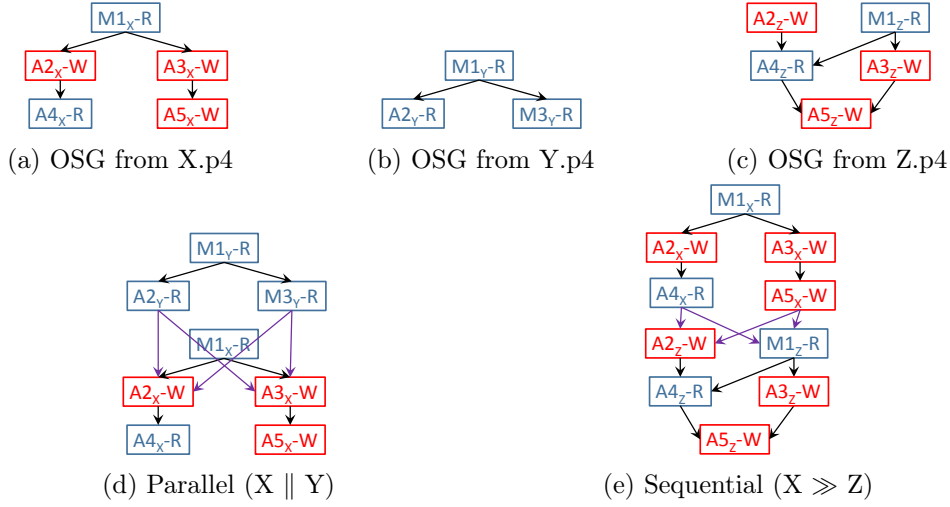 M1X-R
A2X-W A3X-W
A4X-R A5X-W
(a) OSG from X.p4
M1Y-R
A2Y-R M3Y-R
(b) OSG from Y.p4
A2Z-W M1Z-R
A4Z-R A3Z-W
A5Z-W
(c) OSG from Z.p4
M1Y-R
A2Y-R M3Y-R
M1X-R
A2X-W A3X-W
A4X-R A5X-W
(d) Parallel (X ∥ Y)
M1X-R
A2X-W A3X-W
A4X-R A5X-W
A2Z-W M1Z-R
A4Z-R A3Z-W
A5Z-W
(e) Sequential (X ≫ Z)